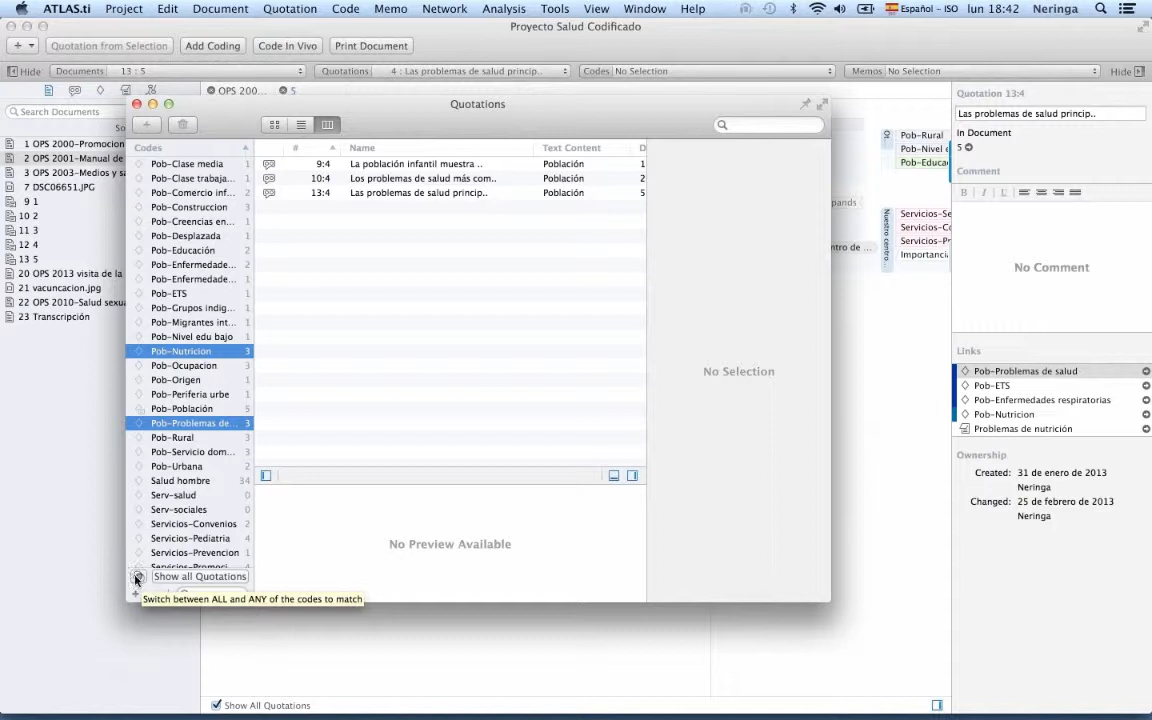 ATLAS.ti Project Edit Document Quotation Code Memo Network Analysis Tools View Window Help Español – ISO lun 18:42 Neringa
Proyecto Salud Codificado
Quotation from Selection Add Coding Code In Vivo Print Document
Hide Documents 13 : 5 Quotations 4 : Las problemas de salud princip.. Codes No Selection Memos No Selection Hide
Search Documents
1 OPS 2000-Promocion
2 OPS 2001-Manual de
3 OPS 2003-Medios y sa
7 DSC06651.JPG
9 1
10 2
11 3
12 4
13 5
20 OPS 2013 visita de la
21 vacuncacion.jpg
22 OPS 2010-Salud sexua
23 Transcripción
OPS 200... 5
Quotations
Codes
Pob-Clase media 1
Pob-Clase trabaja... 1
Pob-Comercio inf... 2
Pob-Construccion 3
Pob-Creencias en... 1
Pob-Desplazada 1
Pob-Educación 2
Pob-Enfermedade... 2
Pob-Enfermedade... 1
Pob-ETS 1
Pob-Grupos indig... 1
Pob-Migrantes int... 1
Pob-Nivel edu bajo 1
Pob-Nutricion 3
Pob-Ocupacion 3
Pob-Origen 1
Pob-Periferia urbe 1
Pob-Población 5
Pob-Problemas de... 3
Pob-Rural 3
Pob-Servicio dom... 3
Pob-Urbana 2
Salud hombre 34
Serv-salud 0
Serv-sociales 0
Servicios-Convenios 2
Servicios-Pediatria 4
Servicios-Prevencion 1
Servicios-Promoci 4
Show all Quotations
Switch between ALL and ANY of the codes to match
# Name Text Content D
9:4 La población infantil muestra .. Población 1
10:4 Los problemas de salud más com.. Población 2
13:4 Las problemas de salud princip.. Población 5
No Preview Available
No Selection
Pob-Rural
Pob-Nivel e
Pob-Educac
pands
Nuestro centro...
ntro de ...
Servicios-Se
Servicios-Co
Servicios-Pr
Importancia
Show All Quotations
Quotation 13:4
Las problemas de salud princip..
In Document
5
Comment
B I U
No Comment
Links
Pob-Problemas de salud
Pob-ETS
Pob-Enfermedades respiratorias
Pob-Nutricion
Problemas de nutrición
Ownership
Created: 31 de enero de 2013
Neringa
Changed: 25 de febrero de 2013
Neringa